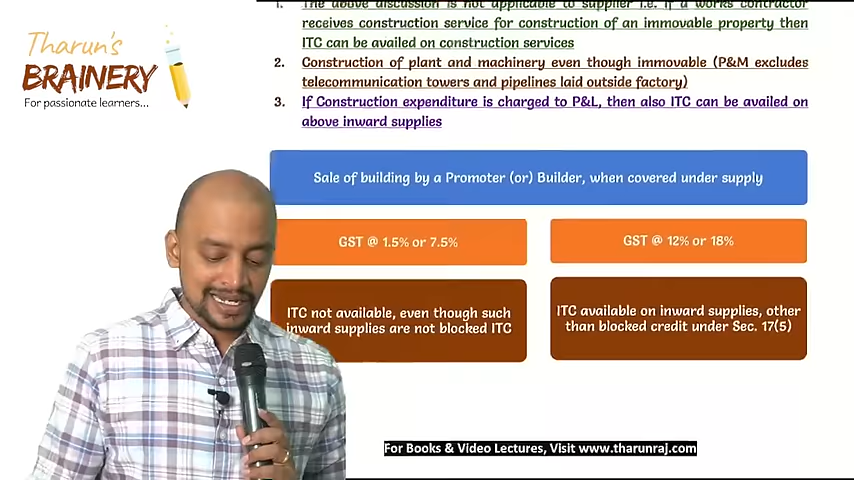 Tharun's
BRAINERY
For passionate learners...
1. The above discussion is not applicable to supplier i.e. if a works contractor
receives construction service for construction of an immovable property then
ITC can be availed on construction services
2. Construction of plant and machinery even though immovable (P&M excludes
telecommunication towers and pipelines laid outside factory)
3. If Construction expenditure is charged to P&L, then also ITC can be availed on
above inward supplies
Sale of building by a Promoter (or) Builder, when covered under supply
GST @ 1.5% or 7.5%
GST @ 12% or 18%
ITC not available, even though such
inward supplies are not blocked ITC
ITC available on inward supplies, other
than blocked credit under Sec. 17(5)
For Books & Video Lectures, Visit www.tharunraj.com